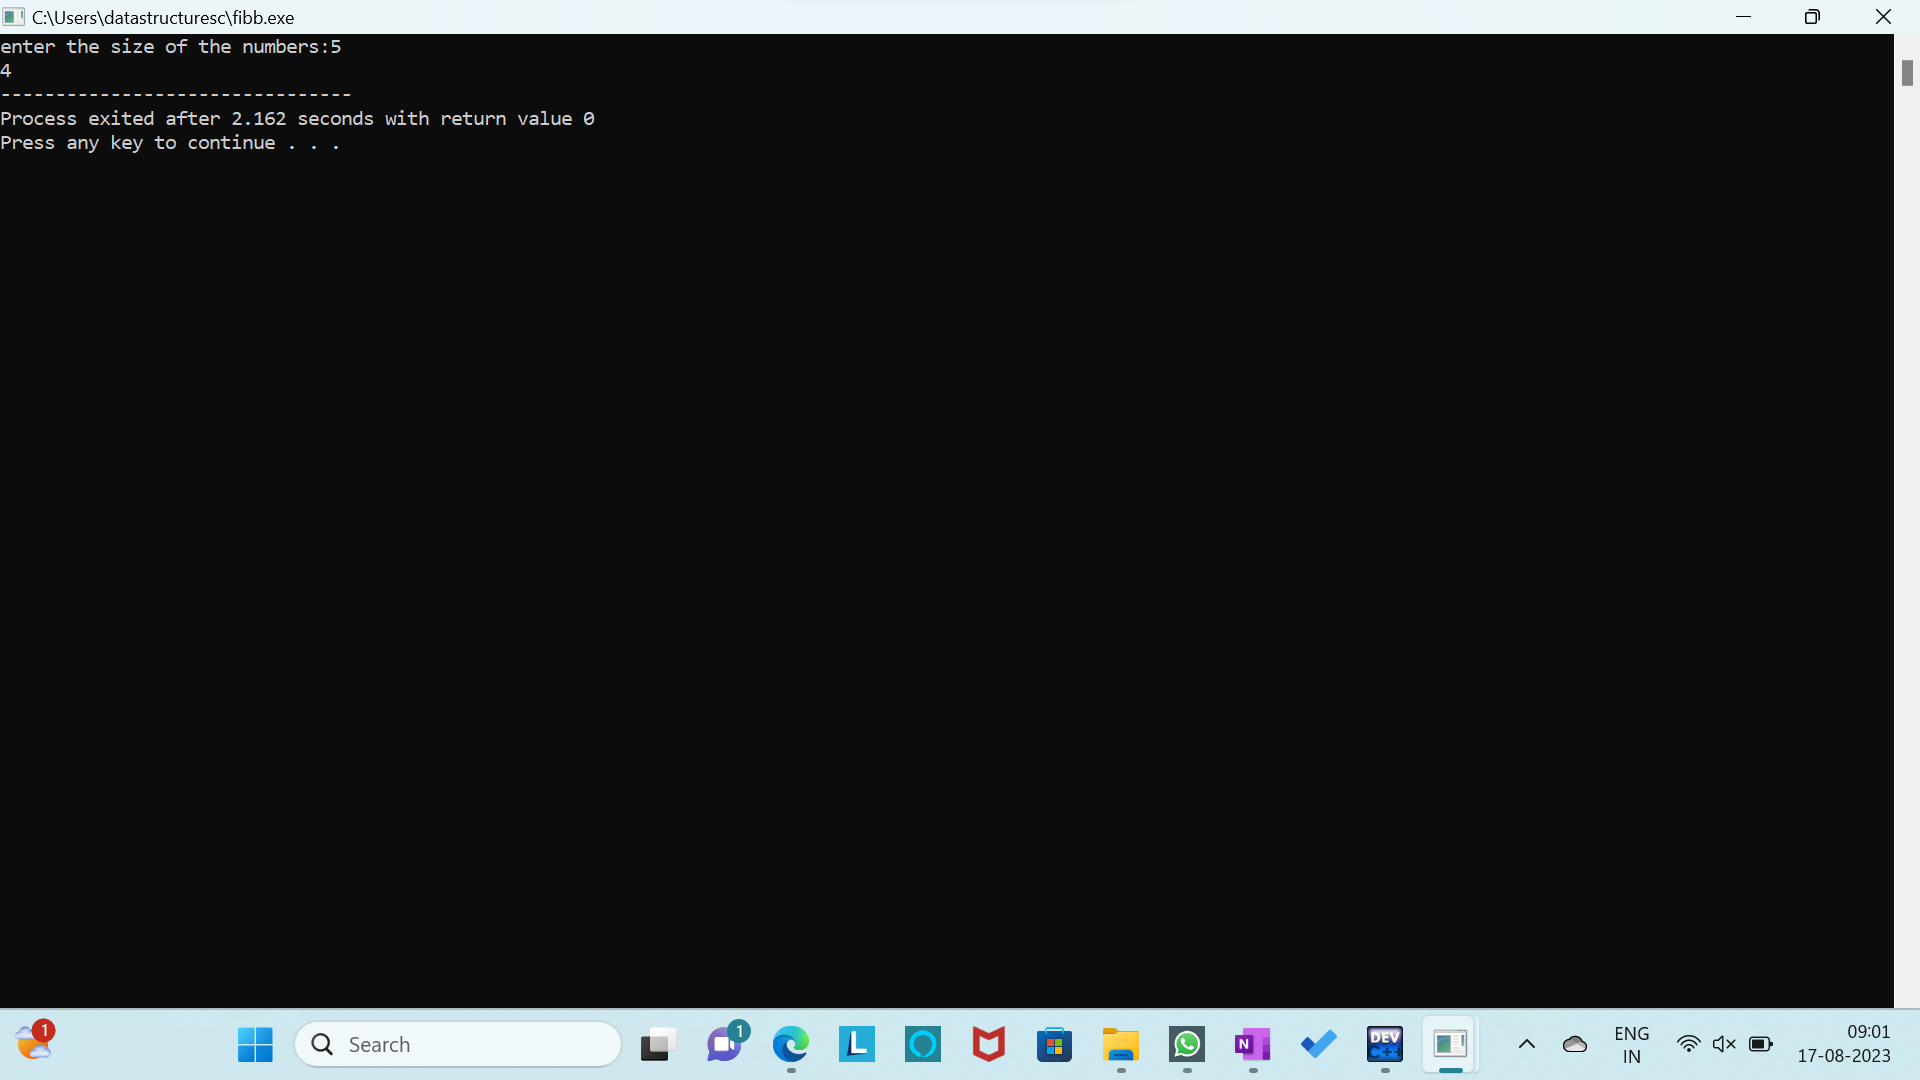 C:\Users\datastructuresc\fibb.exe
enter the size of the numbers:5
4
--------------------------------
Process exited after 2.162 seconds with return value 0
Press any key to continue . . .
1
Search
1
L
N
DEV
C++
ENG
IN
09:01
17-08-2023